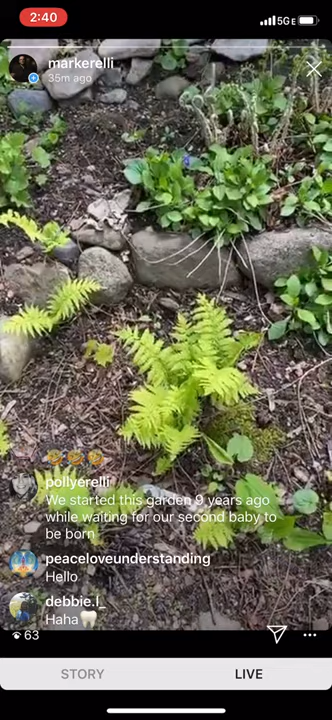 2:40
5GE
markerelli
35m ago
pollyerelli
We started this garden 9 years ago
while waiting for our second baby to
be born
peaceloveunderstanding
Hello
debbie.l_
Haha
63
STORY
LIVE